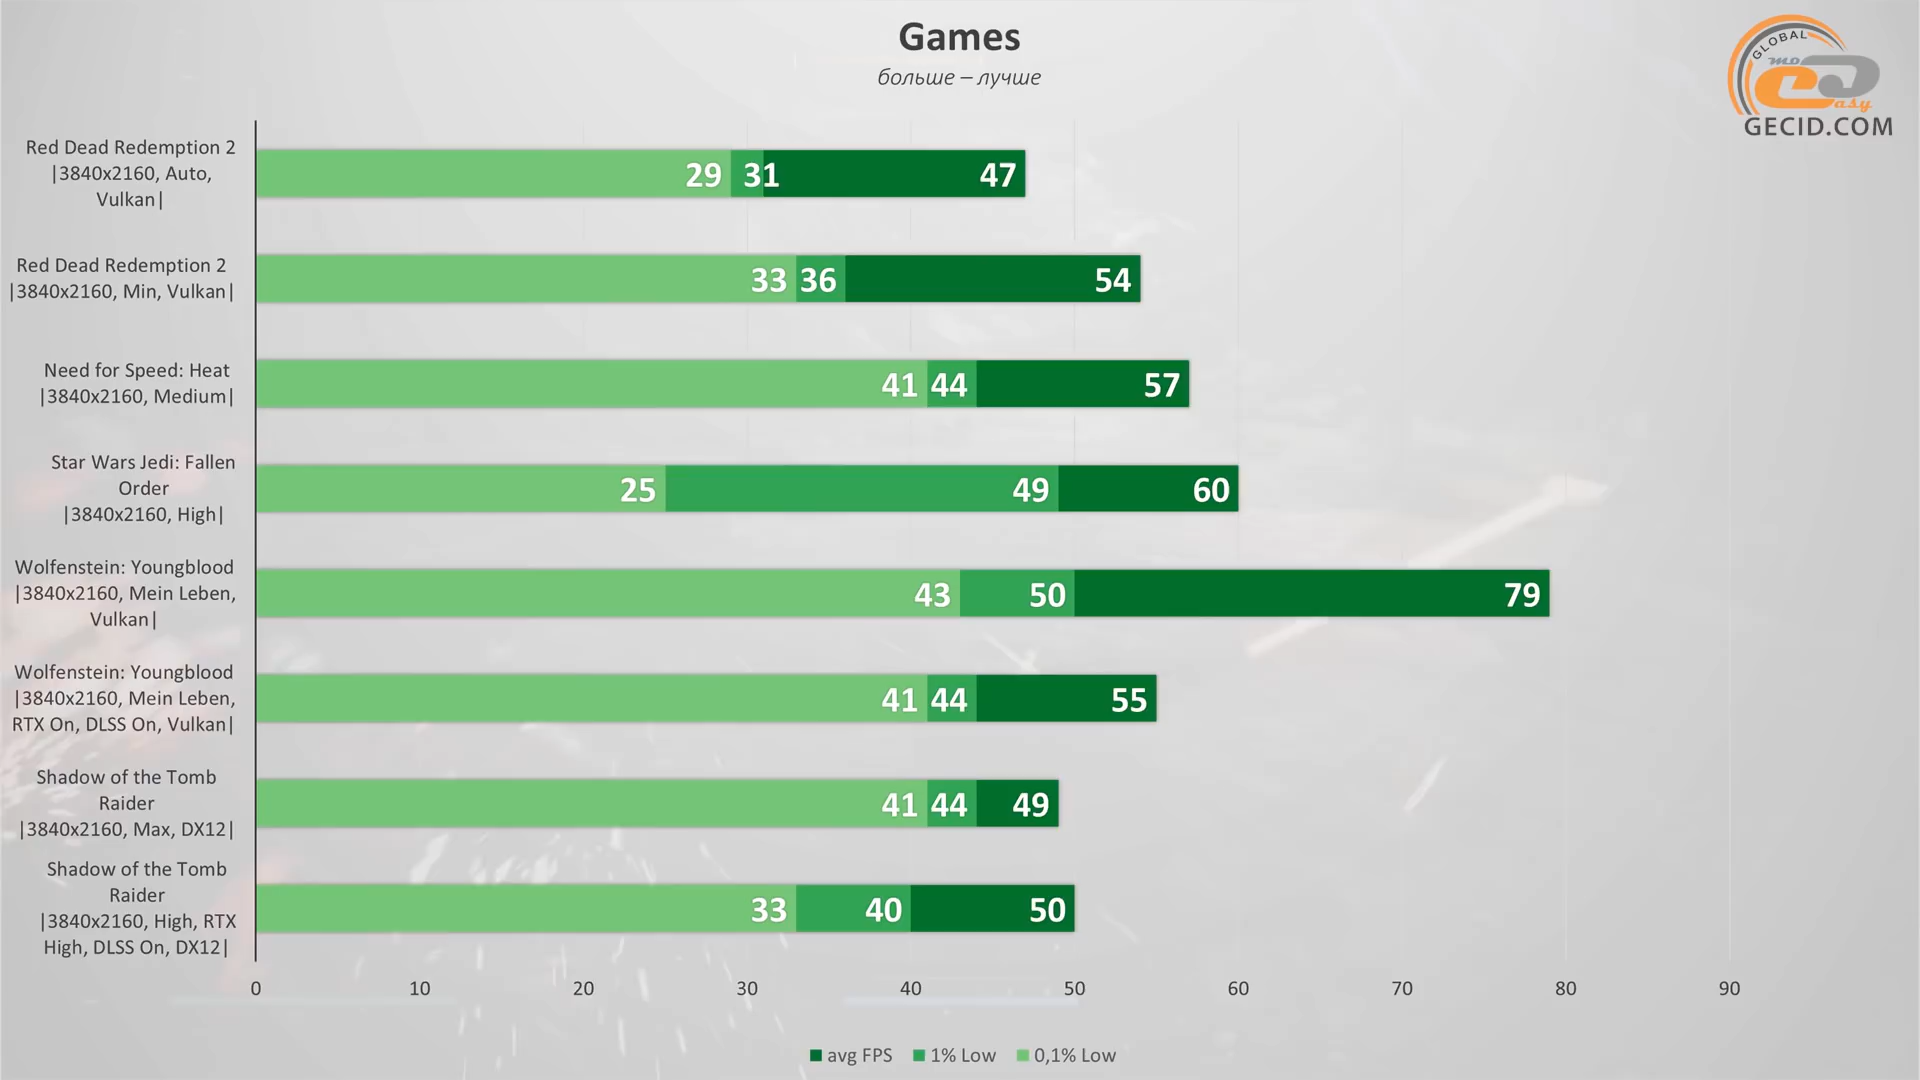 Games
больше – лучше
GLOBAL
mo
asy
GECID.COM
Red Dead Redemption 2
|3840x2160, Auto,
Vulkan|
29 31 47
Red Dead Redemption 2
|3840x2160, Min, Vulkan|
33 36 54
Need for Speed: Heat
|3840x2160, Medium|
41 44 57
Star Wars Jedi: Fallen
Order
|3840x2160, High|
25 49 60
Wolfenstein: Youngblood
|3840x2160, Mein Leben,
Vulkan|
43 50 79
Wolfenstein: Youngblood
|3840x2160, Mein Leben,
RTX On, DLSS On, Vulkan|
41 44 55
Shadow of the Tomb
Raider
|3840x2160, Max, DX12|
41 44 49
Shadow of the Tomb
Raider
|3840x2160, High, RTX
High, DLSS On, DX12|
33 40 50
0 10 20 30 40 50 60 70 80 90
avg FPS 1% Low 0,1% Low